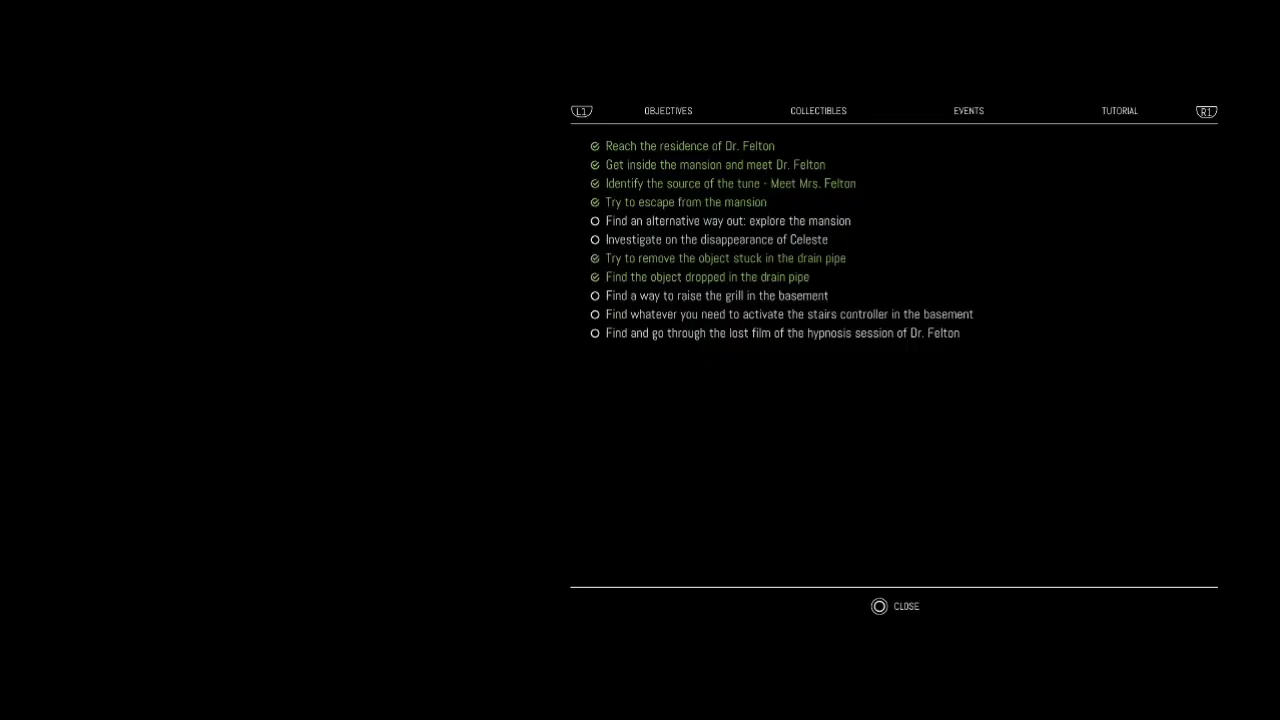 L1 OBJECTIVES COLLECTIBLES EVENTS TUTORIAL R1
Reach the residence of Dr. Felton
Get inside the mansion and meet Dr. Felton
Identify the source of the tune - Meet Mrs. Felton
Try to escape from the mansion
Find an alternative way out: explore the mansion
Investigate on the disappearance of Celeste
Try to remove the object stuck in the drain pipe
Find the object dropped in the drain pipe
Find a way to raise the grill in the basement
Find whatever you need to activate the stairs controller in the basement
Find and go through the lost film of the hypnosis session of Dr. Felton
CLOSE